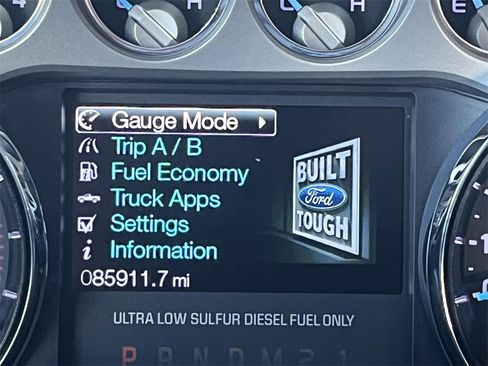 4
C H
E F
Gauge Mode
Trip A / B
Fuel Economy
Truck Apps
Settings
Information
085911.7 mi
BUILT
Ford
TOUGH
ULTRA LOW SULFUR DIESEL FUEL ONLY
P R N D M 2 1